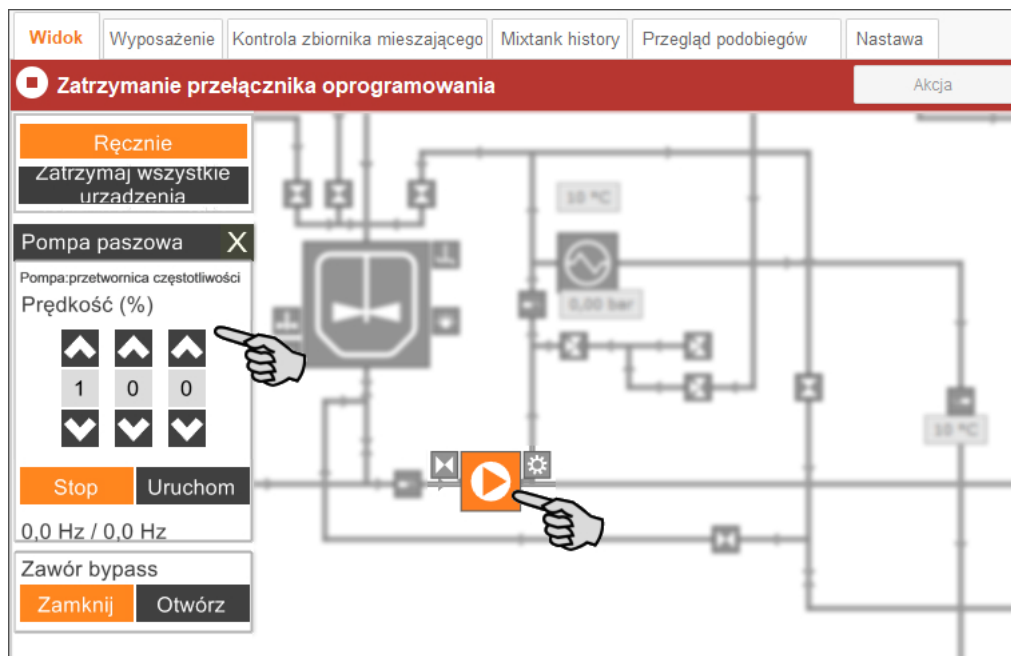 Widok
Wyposażenie
Kontrola zbiornika mieszającego
Mixtank history
Przegląd podobiegów
Nastawa
Zatrzymanie przełącznika oprogramowania
Akcja
Ręcznie
Zatrzymaj wszystkie
urzadzenia
Pompa paszowa X
Pompa:przetwornica częstotliwości
Prędkość (%)
1 0 0
Stop
Uruchom
0,0 Hz / 0,0 Hz
Zawór bypass
Zamknij
Otwórz
10 °C
0,00 bar
10 °C